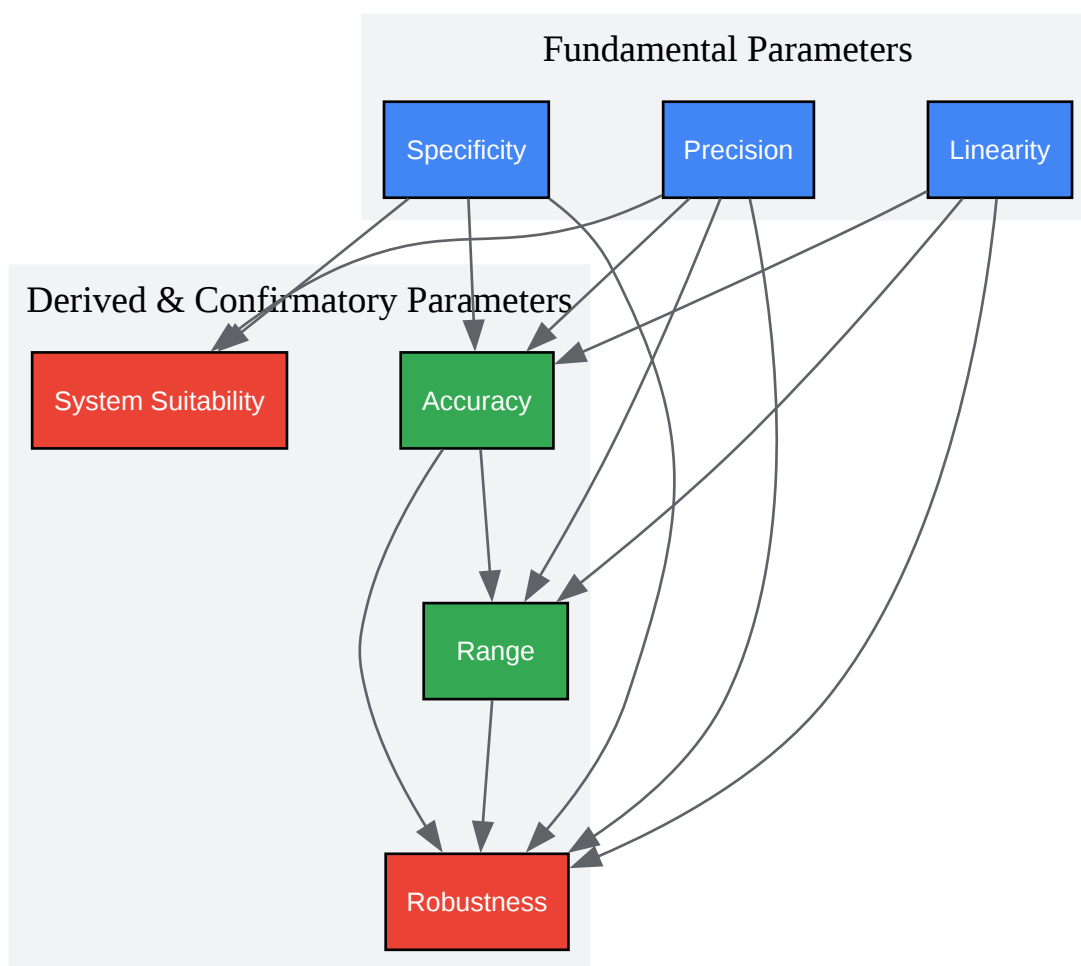 Fundamental Parameters
Specificity
Precision
Linearity
Derived & Confirmatory Parameters
System Suitability
Accuracy
Range
Robustness